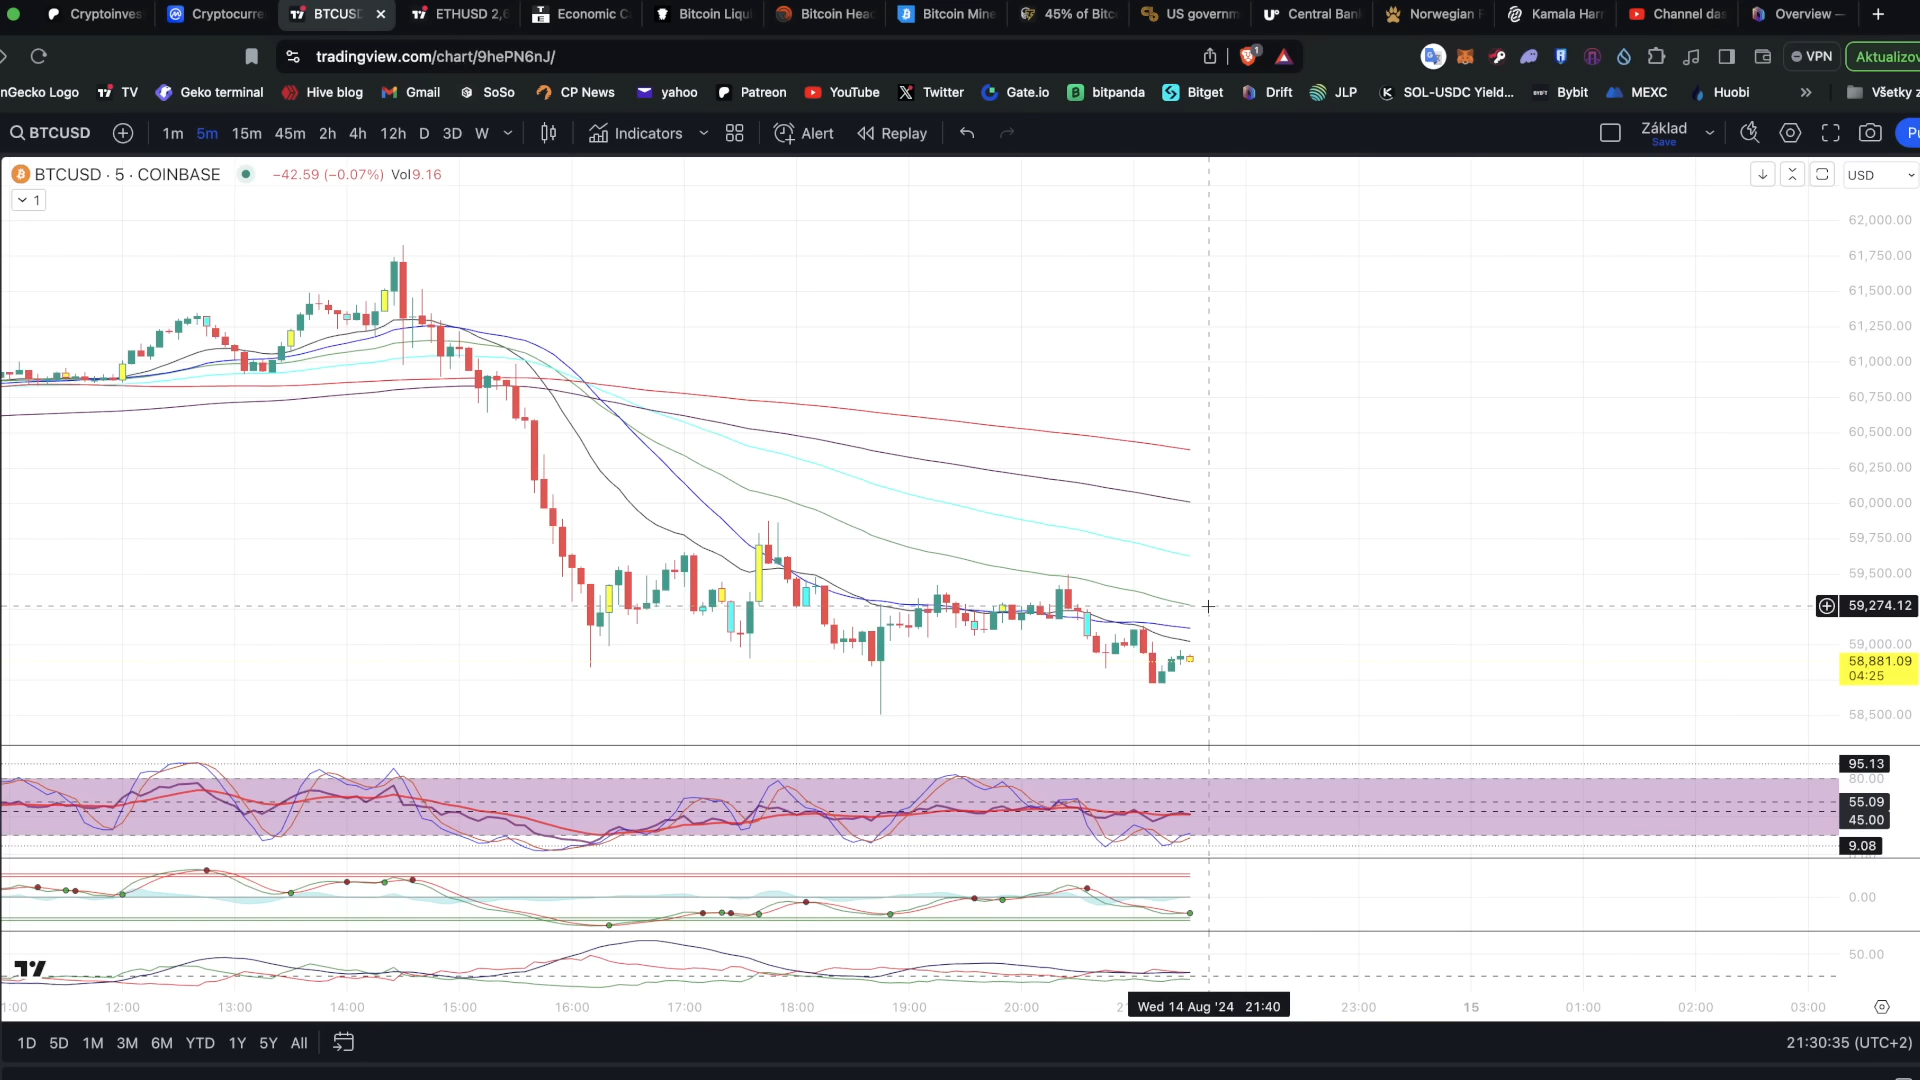 Cryptoinves
Cryptocurre
BTCUSD
ETHUSD 2,6
Economic C
Bitcoin Liqu
Bitcoin Hea
Bitcoin Mine
45% of Bitc
US governm
Central Bank
Norwegian F
Kamala Harr
Channel das
Overview —
tradingview.com/chart/9hePN6nJ/
1
VPN
Aktualizov
nGecko Logo
TV
Geko terminal
Hive blog
Gmail
SoSo
CP News
yahoo
Patreon
YouTube
Twitter
Gate.io
bitpanda
Bitget
Drift
JLP
SOL-USDC Yield...
Bybit
MEXC
Huobi
Všetky z
BTCUSD
1m 5m 15m 45m 2h 4h 12h D 3D W
Indicators
Alert
Replay
Základ
Save
Pu
BTCUSD · 5 · COINBASE −42.59 (−0.07%) Vol9.16
1
USD
62,000.00
61,750.00
61,500.00
61,250.00
61,000.00
60,750.00
60,500.00
60,250.00
60,000.00
59,750.00
59,500.00
59,274.12
59,000.00
58,881.09
04:25
58,500.00
95.13
80.00
55.09
45.00
9.08
0.00
50.00
1:00 12:00 13:00 14:00 15:00 16:00 17:00 18:00 19:00 20:00 2 Wed 14 Aug '24 21:40 23:00 15 01:00 02:00 03:00
1D 5D 1M 3M 6M YTD 1Y 5Y All
21:30:35 (UTC+2)